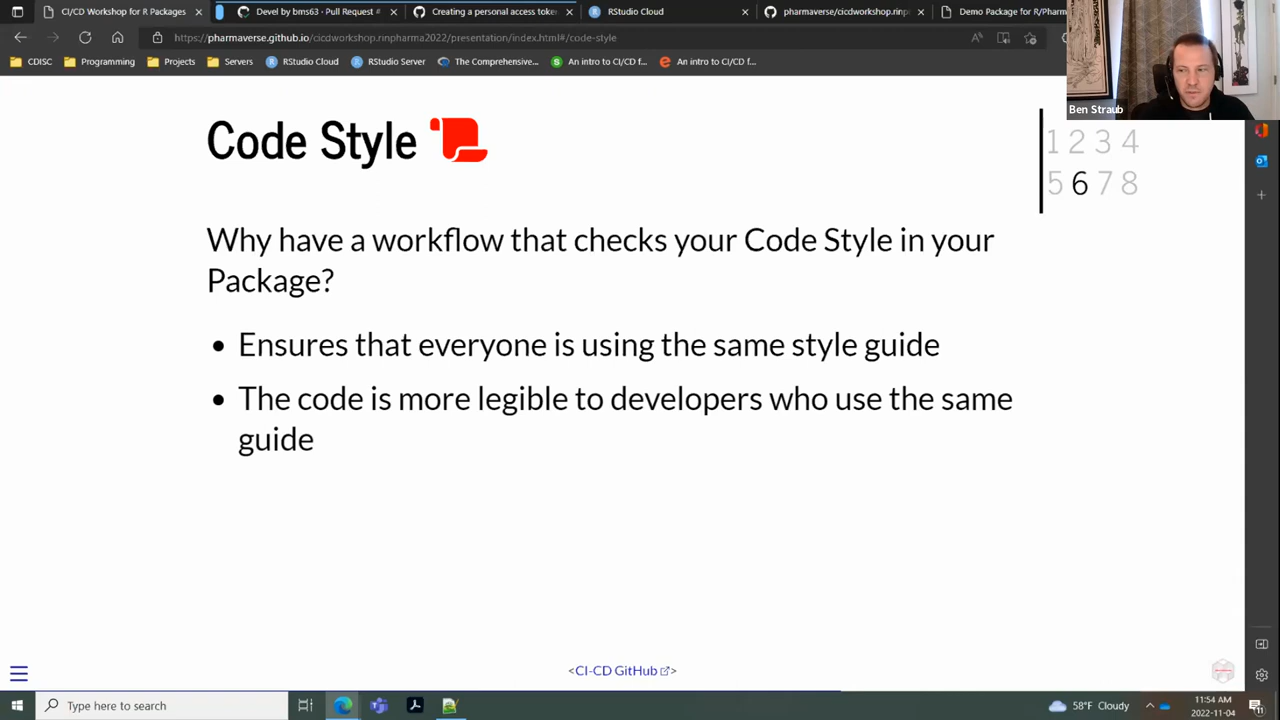 CI/CD Workshop for R Packages
Devel by bms63 · Pull Request #
Creating a personal access toke
RStudio Cloud
pharmaverse/cicdworkshop.rinp
Demo Package for R/Pharm
https://pharmaverse.github.io/cicdworkshop.rinpharma2022/presentation/index.html#/code-style
CDISC
Programming
Projects
Servers
RStudio Cloud
RStudio Server
The Comprehensive...
An intro to CI/CD f...
An intro to CI/CD f...
Ben Straub
Code Style
1 2 3 4
5 6 7 8
Why have a workflow that checks your Code Style in your
Package?
• Ensures that everyone is using the same style guide
• The code is more legible to developers who use the same
guide
<CI-CD GitHub>
Type here to search
58°F Cloudy
11:54 AM
2022-11-04
11